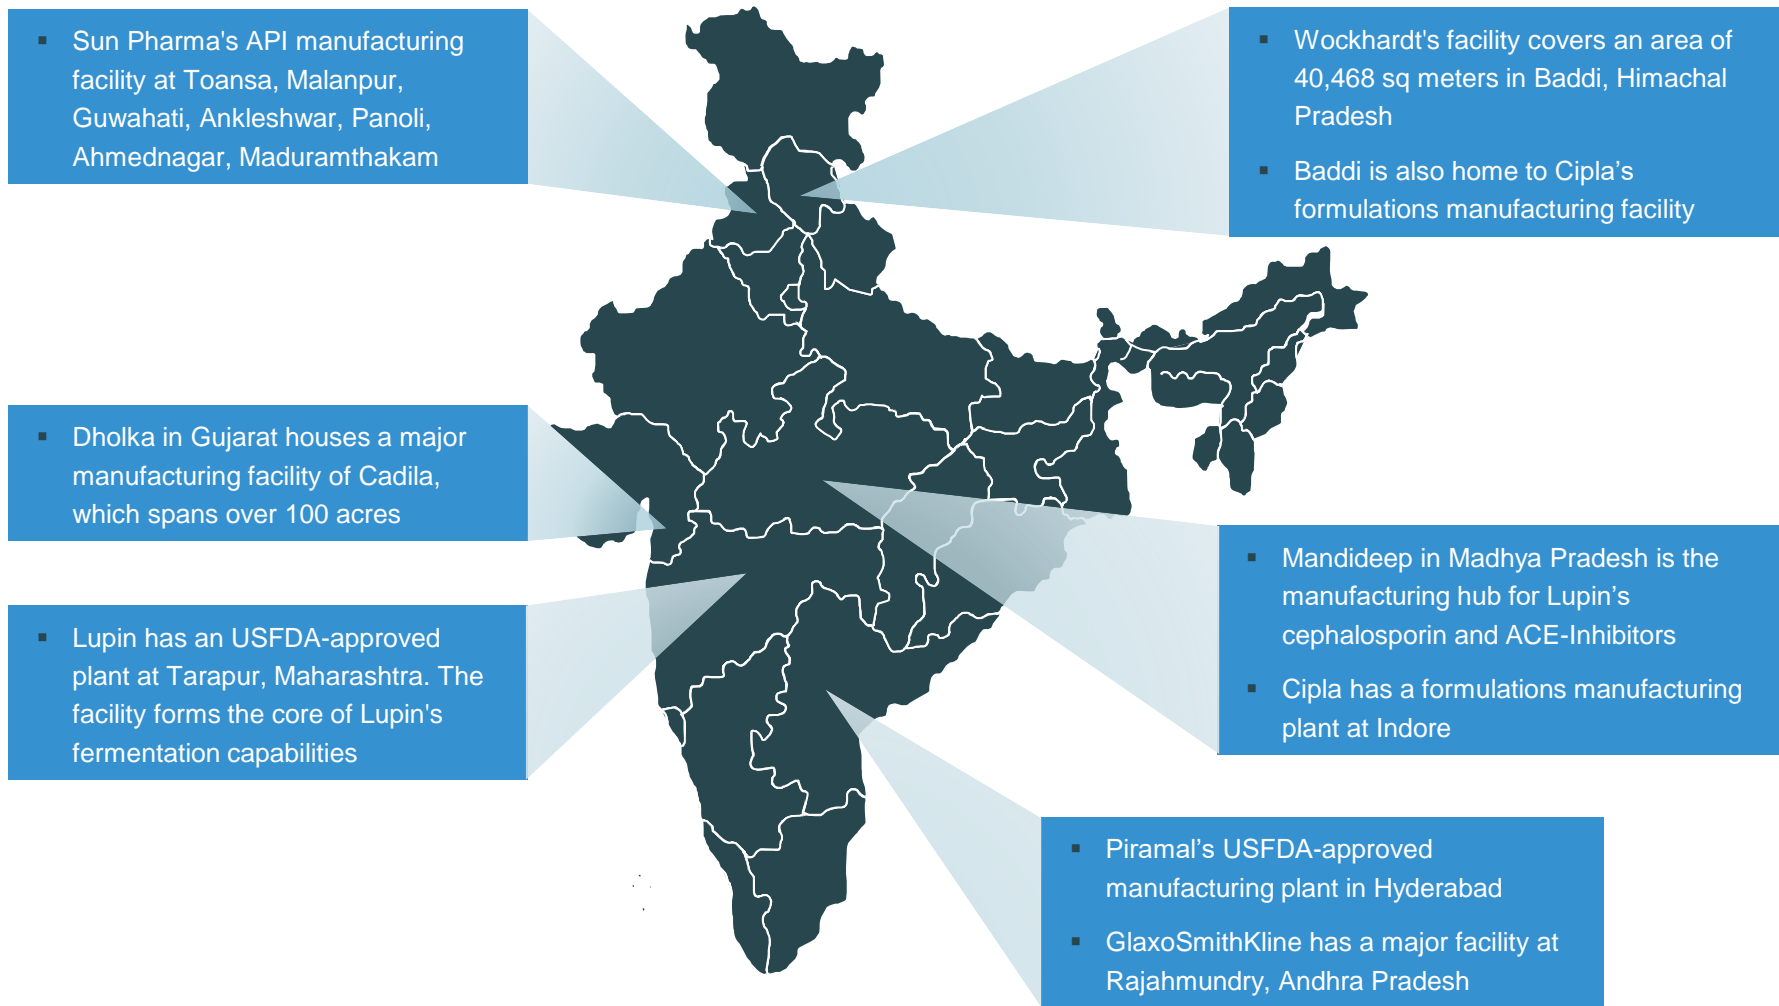 ▪ Sun Pharma's API manufacturing
facility at Toansa, Malanpur,
Guwahati, Ankleshwar, Panoli,
Ahmednagar, Maduramthakam
▪ Wockhardt's facility covers an area of
40,468 sq meters in Baddi, Himachal
Pradesh
▪ Baddi is also home to Cipla’s
formulations manufacturing facility
▪ Dholka in Gujarat houses a major
manufacturing facility of Cadila,
which spans over 100 acres
▪ Mandideep in Madhya Pradesh is the
manufacturing hub for Lupin’s
cephalosporin and ACE-Inhibitors
▪ Cipla has a formulations manufacturing
plant at Indore
▪ Lupin has an USFDA-approved
plant at Tarapur, Maharashtra. The
facility forms the core of Lupin's
fermentation capabilities
▪ Piramal’s USFDA-approved
manufacturing plant in Hyderabad
▪ GlaxoSmithKline has a major facility at
Rajahmundry, Andhra Pradesh